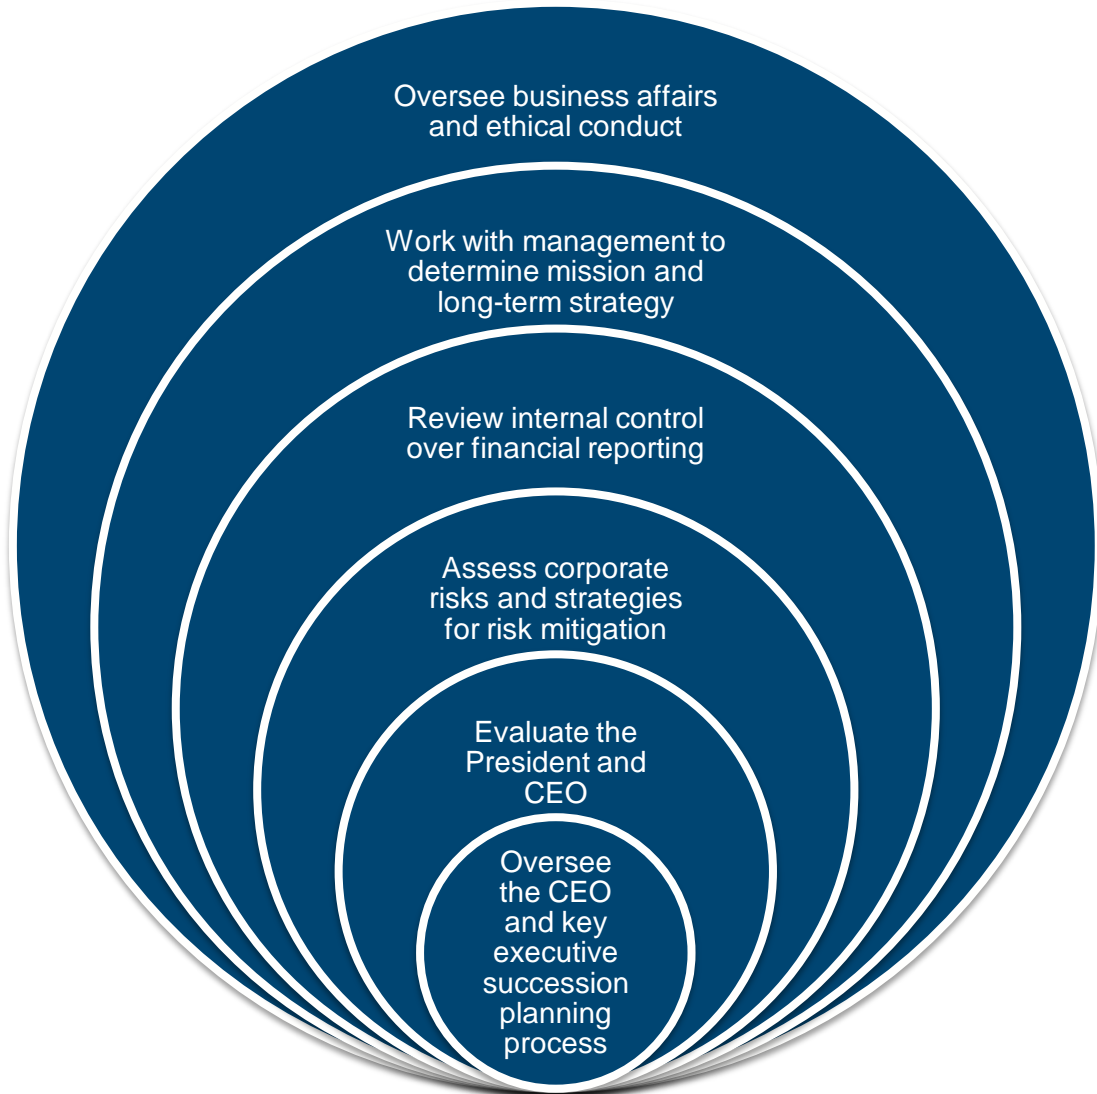 Oversee business affairs
and ethical conduct
Work with management to
determine mission and
long-term strategy
Review internal control
over financial reporting
Assess corporate
risks and strategies
for risk mitigation
Evaluate the
President and
CEO
Oversee
the CEO
and key
executive
succession
planning
process